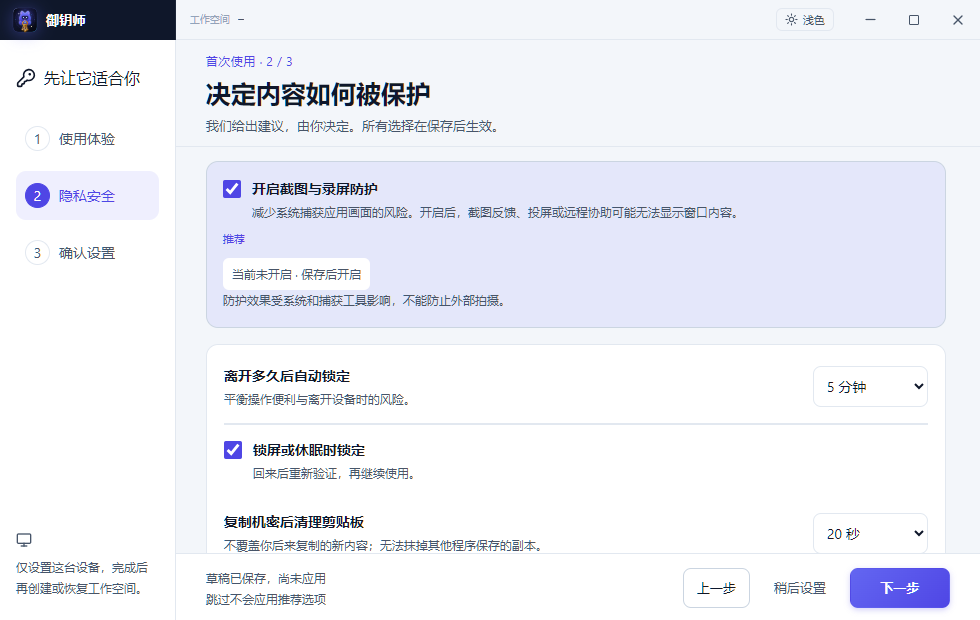 御钥师
工作空间 –
浅色
先让它适合你
1 使用体验
2 隐私安全
3 确认设置
仅设置这台设备，完成后
再创建或恢复工作空间。
首次使用 · 2 / 3
决定内容如何被保护
我们给出建议，由你决定。所有选择在保存后生效。
开启截图与录屏防护
减少系统捕获应用画面的风险。开启后，截图反馈、投屏或远程协助可能无法显示窗口内容。
推荐
当前未开启 · 保存后开启
防护效果受系统和捕获工具影响，不能防止外部拍摄。
离开多久后自动锁定
平衡操作便利与离开设备时的风险。
5 分钟
锁屏或休眠时锁定
回来后重新验证，再继续使用。
复制机密后清理剪贴板
不覆盖你后来复制的新内容；无法抹掉其他程序保存的副本。
20 秒
草稿已保存，尚未应用
跳过不会应用推荐选项
上一步
稍后设置
下一步